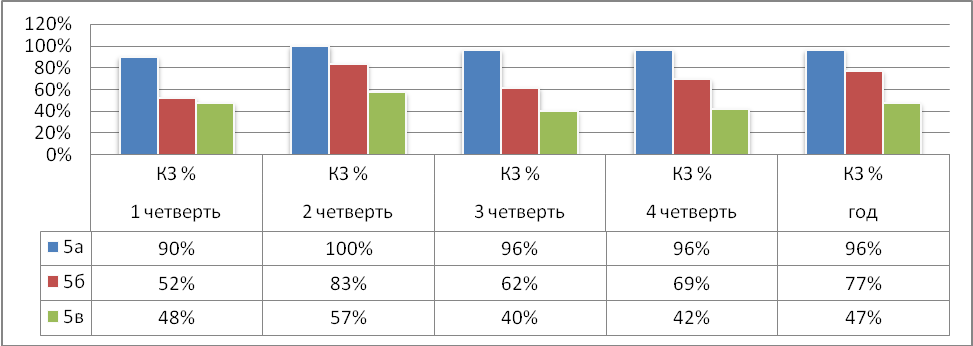 120%
100%
80%
60%
40%
20%
0%
КЗ % КЗ % КЗ % КЗ % КЗ %
1 четверть 2 четверть 3 четверть 4 четверть год
5а 90% 100% 96% 96% 96%
5б 52% 83% 62% 69% 77%
5в 48% 57% 40% 42% 47%